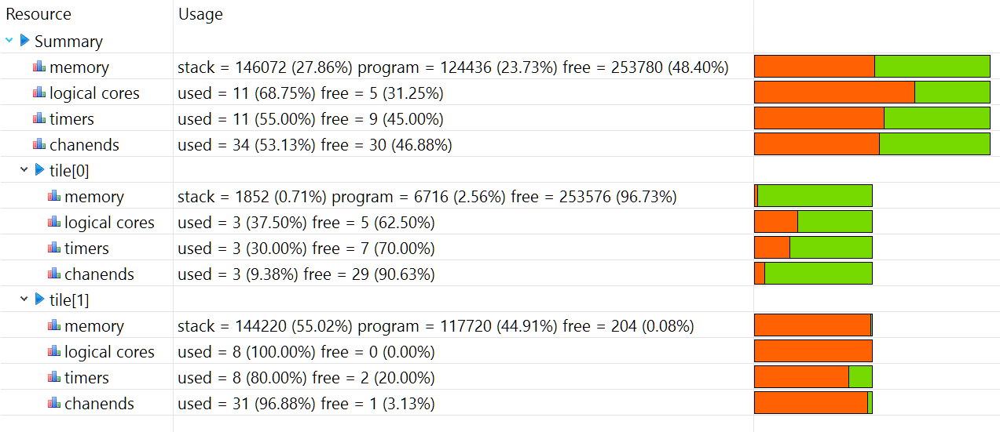 Resource Usage
Summary
memory stack = 146072 (27.86%) program = 124436 (23.73%) free = 253780 (48.40%)
logical cores used = 11 (68.75%) free = 5 (31.25%)
timers used = 11 (55.00%) free = 9 (45.00%)
chanends used = 34 (53.13%) free = 30 (46.88%)
tile[0]
memory stack = 1852 (0.71%) program = 6716 (2.56%) free = 253576 (96.73%)
logical cores used = 3 (37.50%) free = 5 (62.50%)
timers used = 3 (30.00%) free = 7 (70.00%)
chanends used = 3 (9.38%) free = 29 (90.63%)
tile[1]
memory stack = 144220 (55.02%) program = 117720 (44.91%) free = 204 (0.08%)
logical cores used = 8 (100.00%) free = 0 (0.00%)
timers used = 8 (80.00%) free = 2 (20.00%)
chanends used = 31 (96.88%) free = 1 (3.13%)